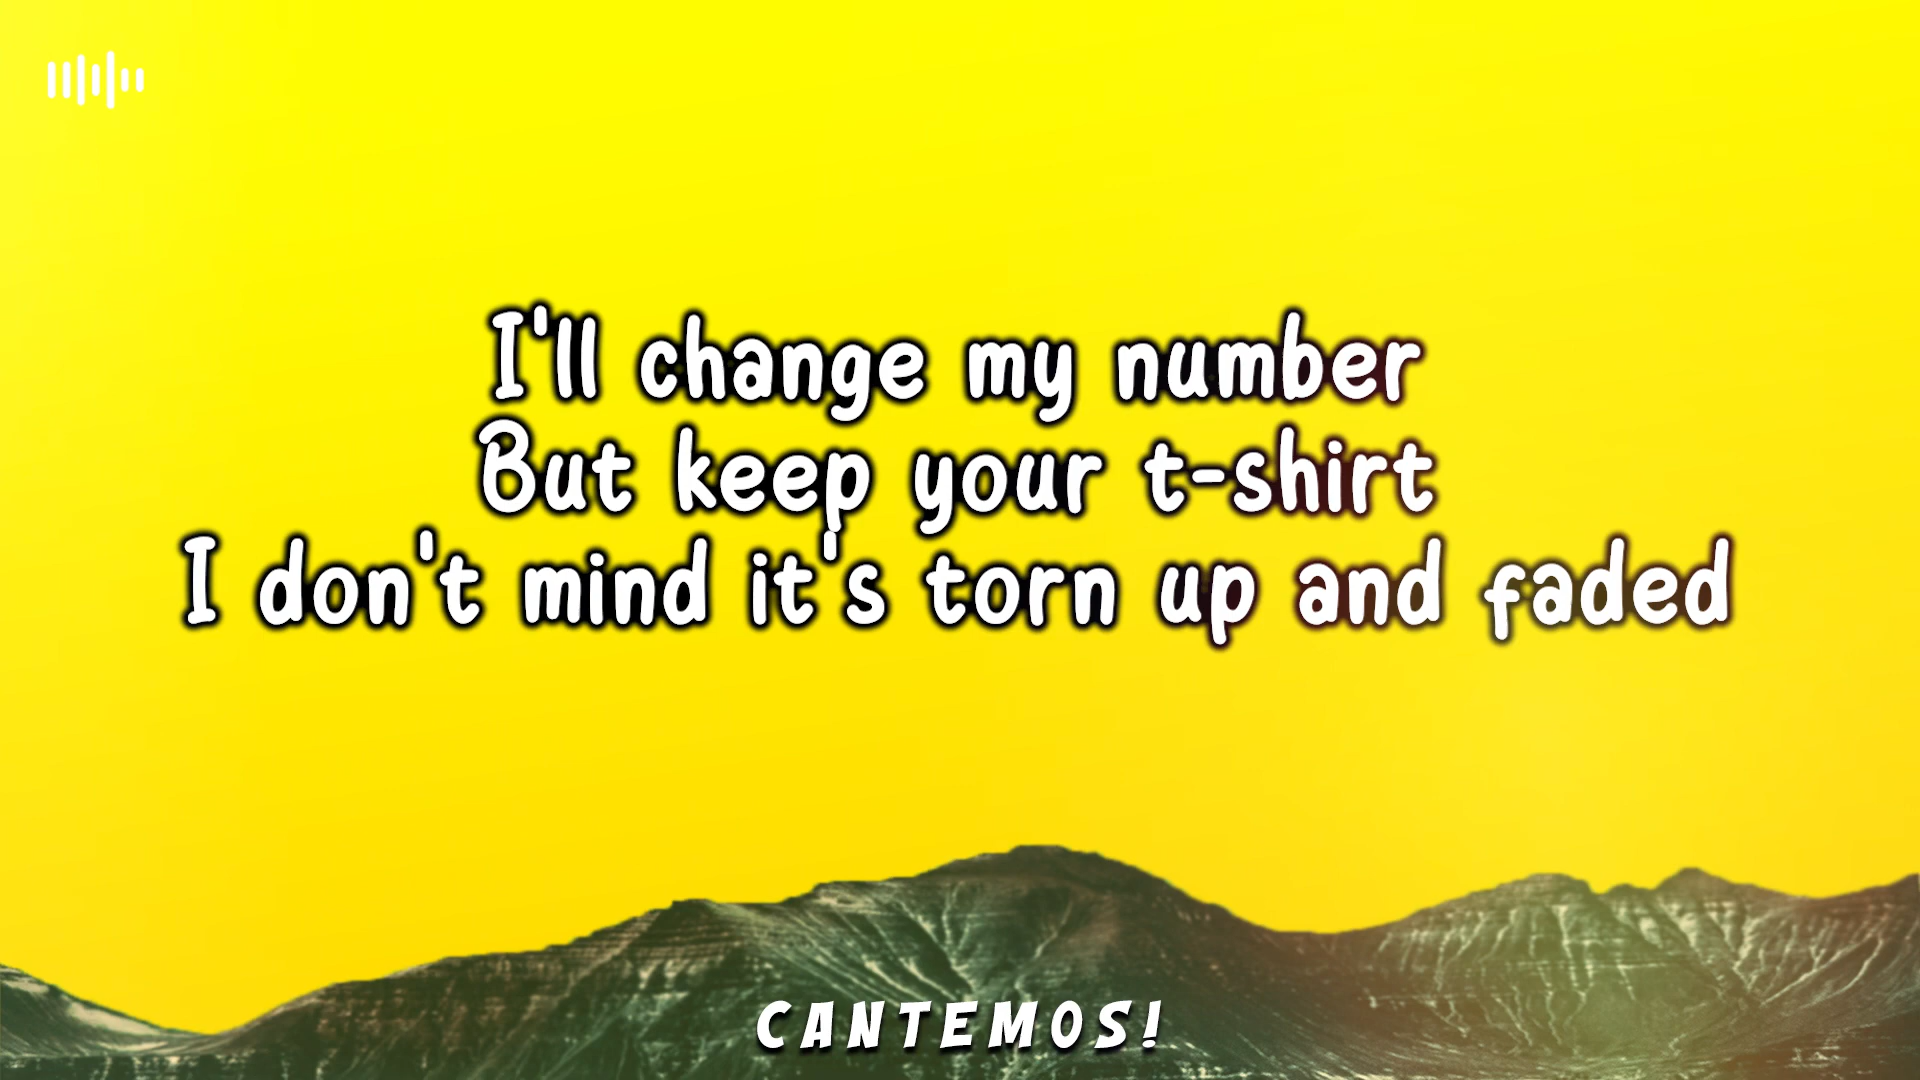 I'll change my number
But keep your t-shirt
I don't mind it's torn up and faded
CANTEMOS!